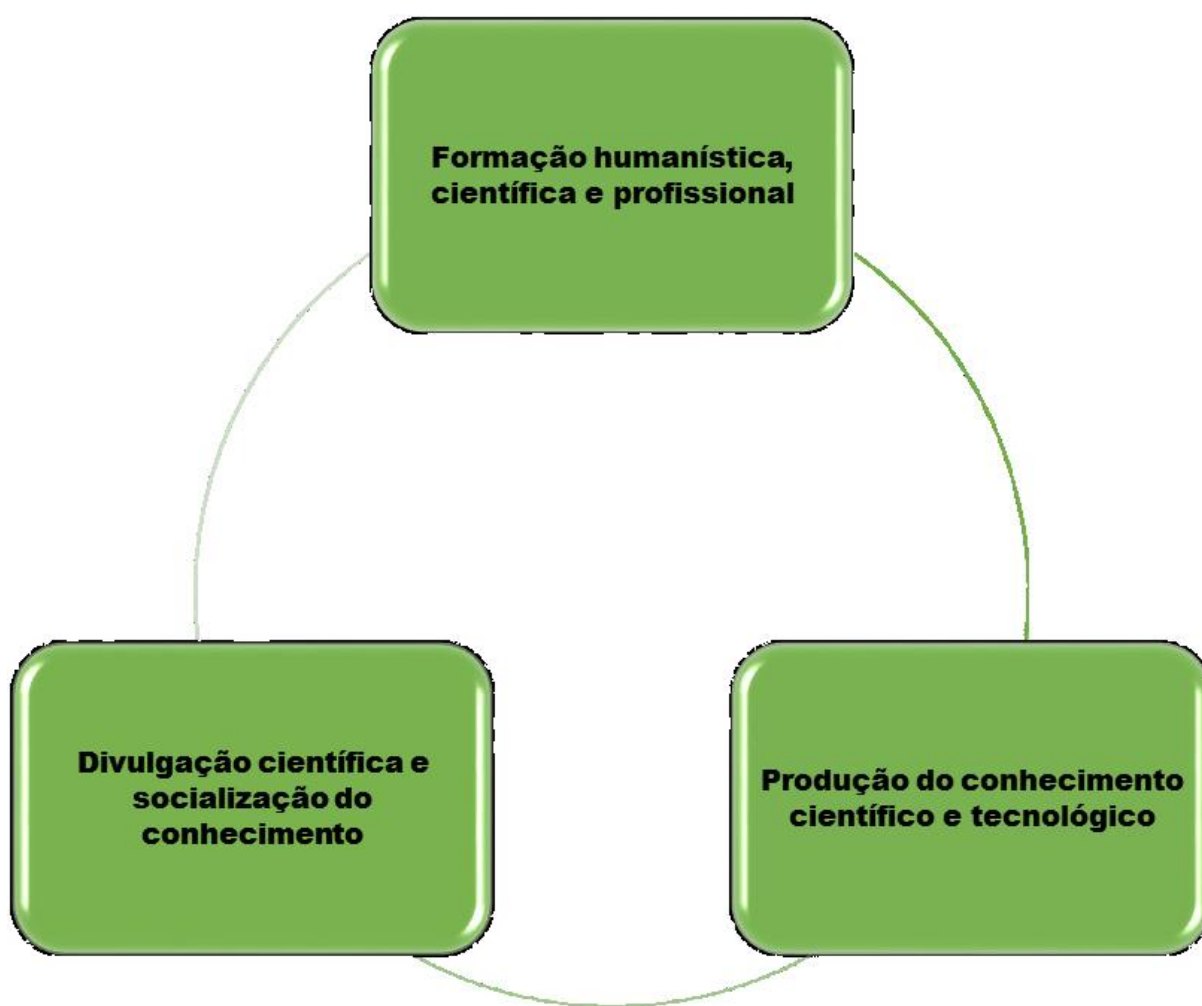 Formação humanística,
científica e profissional
Divulgação científica e
socialização do
conhecimento
Produção do conhecimento
científico e tecnológico